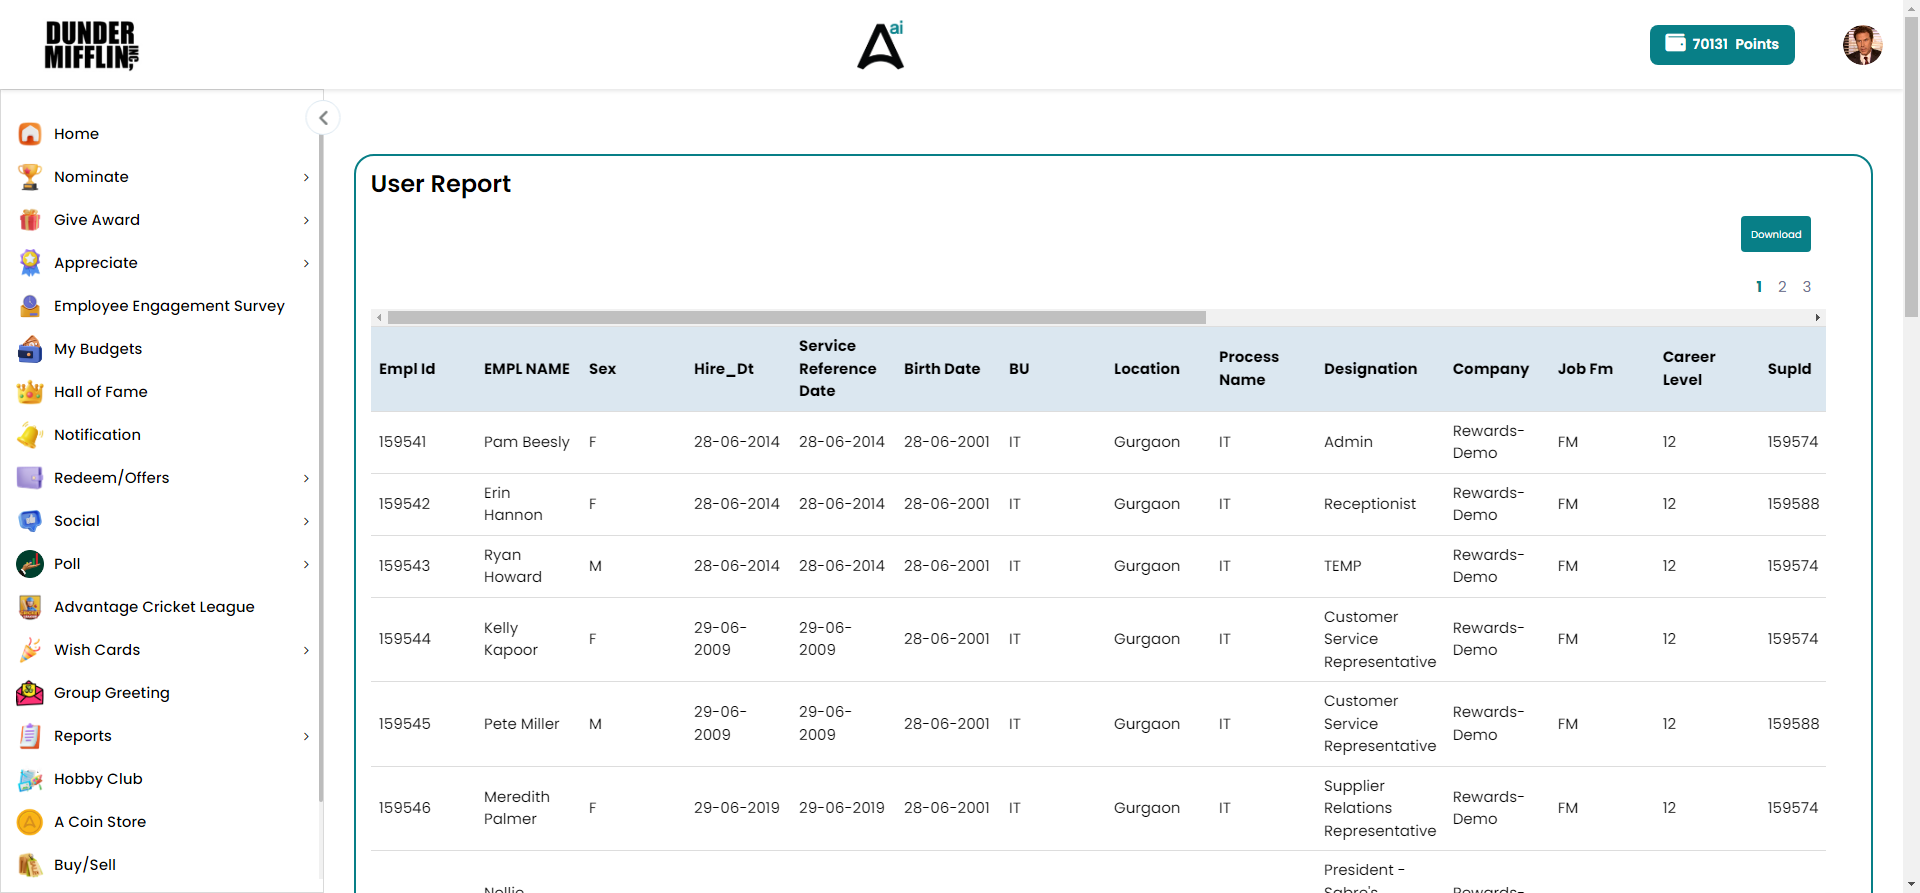 DUNDER
MIFFLIN INC,
ai
70131 Points
Home
Nominate
Give Award
Appreciate
Employee Engagement Survey
My Budgets
Hall of Fame
Notification
Redeem/Offers
Social
Poll
Advantage Cricket League
Wish Cards
Group Greeting
Reports
Hobby Club
A Coin Store
Buy/Sell
User Report
Download
1 2 3
Empl Id EMPL NAME Sex Hire_Dt Service Reference Date Birth Date BU Location Process Name Designation Company Job Fm Career Level SupId
159541 Pam Beesly F 28-06-2014 28-06-2014 28-06-2001 IT Gurgaon IT Admin Rewards-Demo FM 12 159574
159542 Erin Hannon F 28-06-2014 28-06-2014 28-06-2001 IT Gurgaon IT Receptionist Rewards-Demo FM 12 159588
159543 Ryan Howard M 28-06-2014 28-06-2014 28-06-2001 IT Gurgaon IT TEMP Rewards-Demo FM 12 159574
159544 Kelly Kapoor F 29-06-2009 29-06-2009 28-06-2001 IT Gurgaon IT Customer Service Representative Rewards-Demo FM 12 159574
159545 Pete Miller M 29-06-2009 29-06-2009 28-06-2001 IT Gurgaon IT Customer Service Representative Rewards-Demo FM 12 159588
159546 Meredith Palmer F 29-06-2019 29-06-2019 28-06-2001 IT Gurgaon IT Supplier Relations Representative Rewards-Demo FM 12 159574
President -